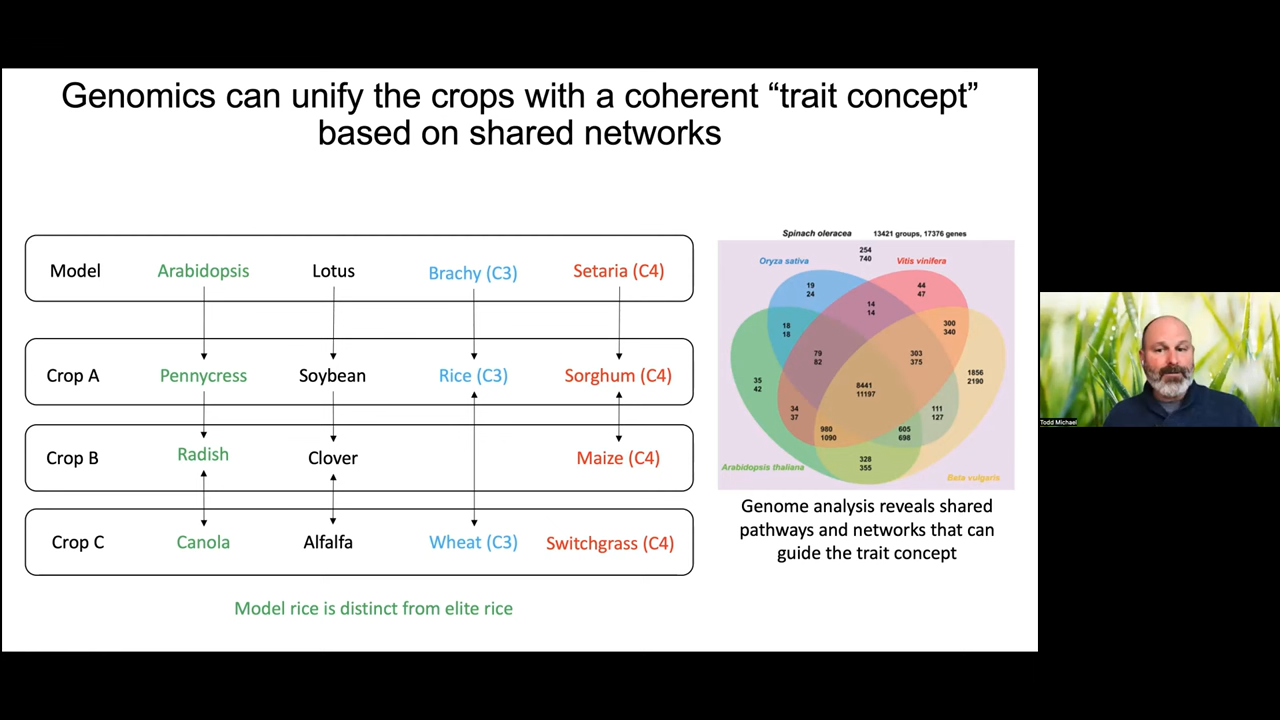 Genomics can unify the crops with a coherent “trait concept”
based on shared networks
Model Arabidopsis Lotus Brachy (C3) Setaria (C4)
Crop A Pennycress Soybean Rice (C3) Sorghum (C4)
Crop B Radish Clover Maize (C4)
Crop C Canola Alfalfa Wheat (C3) Switchgrass (C4)
Model rice is distinct from elite rice
Spinach oleracea 13421 groups, 17376 genes
254
740
Oryza sativa
Vitis vinifera
19
24
44
47
14
14
18
18
300
340
79
82
303
375
35
42
8441
11197
1856
2190
34
37
111
127
980
1090
605
698
328
355
Arabidopsis thaliana
Beta vulgaris
Genome analysis reveals shared
pathways and networks that can
guide the trait concept
Todd Michael